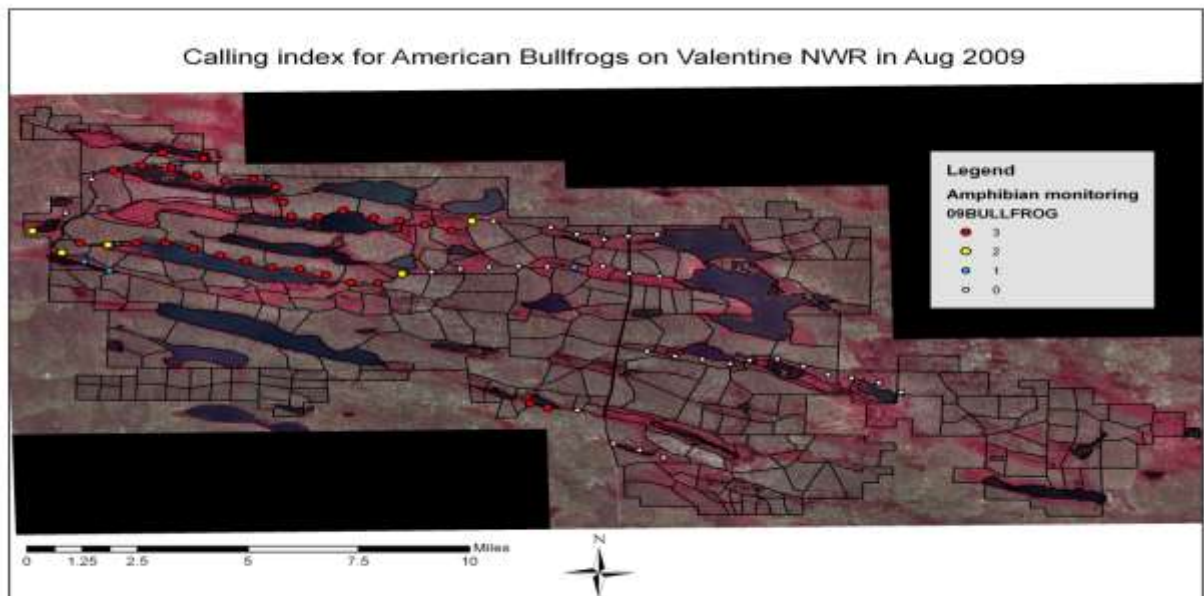 Calling index for American Bullfrogs on Valentine NWR in Aug 2009
Legend
Amphibian monitoring
09BULLFROG
3
2
1
0
N
Miles
0 1.25 2.5 5 7.5 10